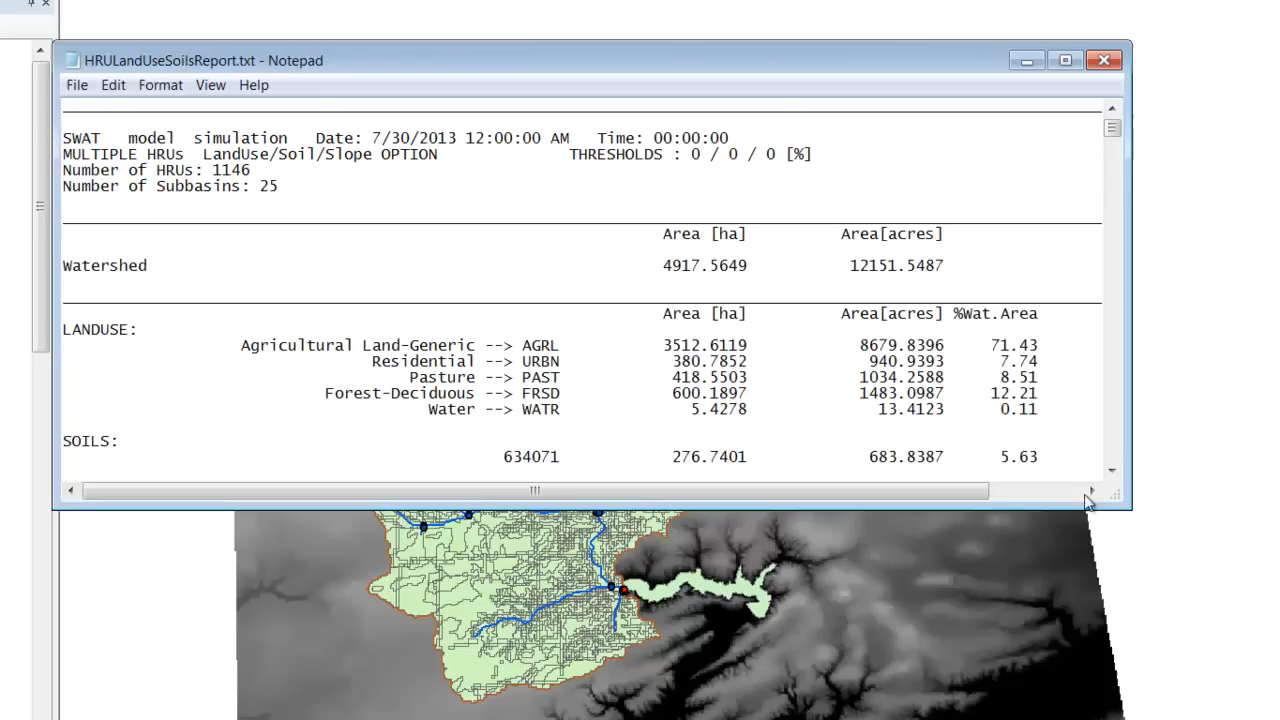 HRULandUseSoilsReport.txt - Notepad
File Edit Format View Help
SWAT model simulation Date: 7/30/2013 12:00:00 AM Time: 00:00:00
MULTIPLE HRUs LandUse/Soil/Slope OPTION THRESHOLDS : 0 / 0 / 0 [%]
Number of HRUs: 1146
Number of Subbasins: 25
Area [ha] Area[acres]
Watershed 4917.5649 12151.5487
Area [ha] Area[acres] %Wat.Area
LANDUSE:
Agricultural Land-Generic --> AGRL 3512.6119 8679.8396 71.43
Residential --> URBN 380.7852 940.9393 7.74
Pasture --> PAST 418.5503 1034.2588 8.51
Forest-Deciduous --> FRSD 600.1897 1483.0987 12.21
Water --> WATR 5.4278 13.4123 0.11
SOILS:
634071 276.7401 683.8387 5.63